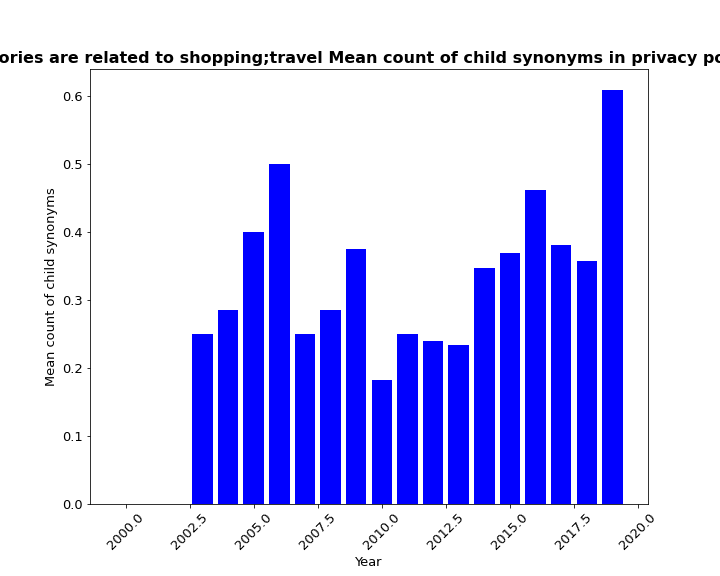 ories are related to shopping;travel Mean count of child synonyms in privacy po
0.6
0.5
0.4
0.3
0.2
0.1
0.0
Mean count of child synonyms
2000.0 2002.5 2005.0 2007.5 2010.0 2012.5 2015.0 2017.5 2020.0
Year